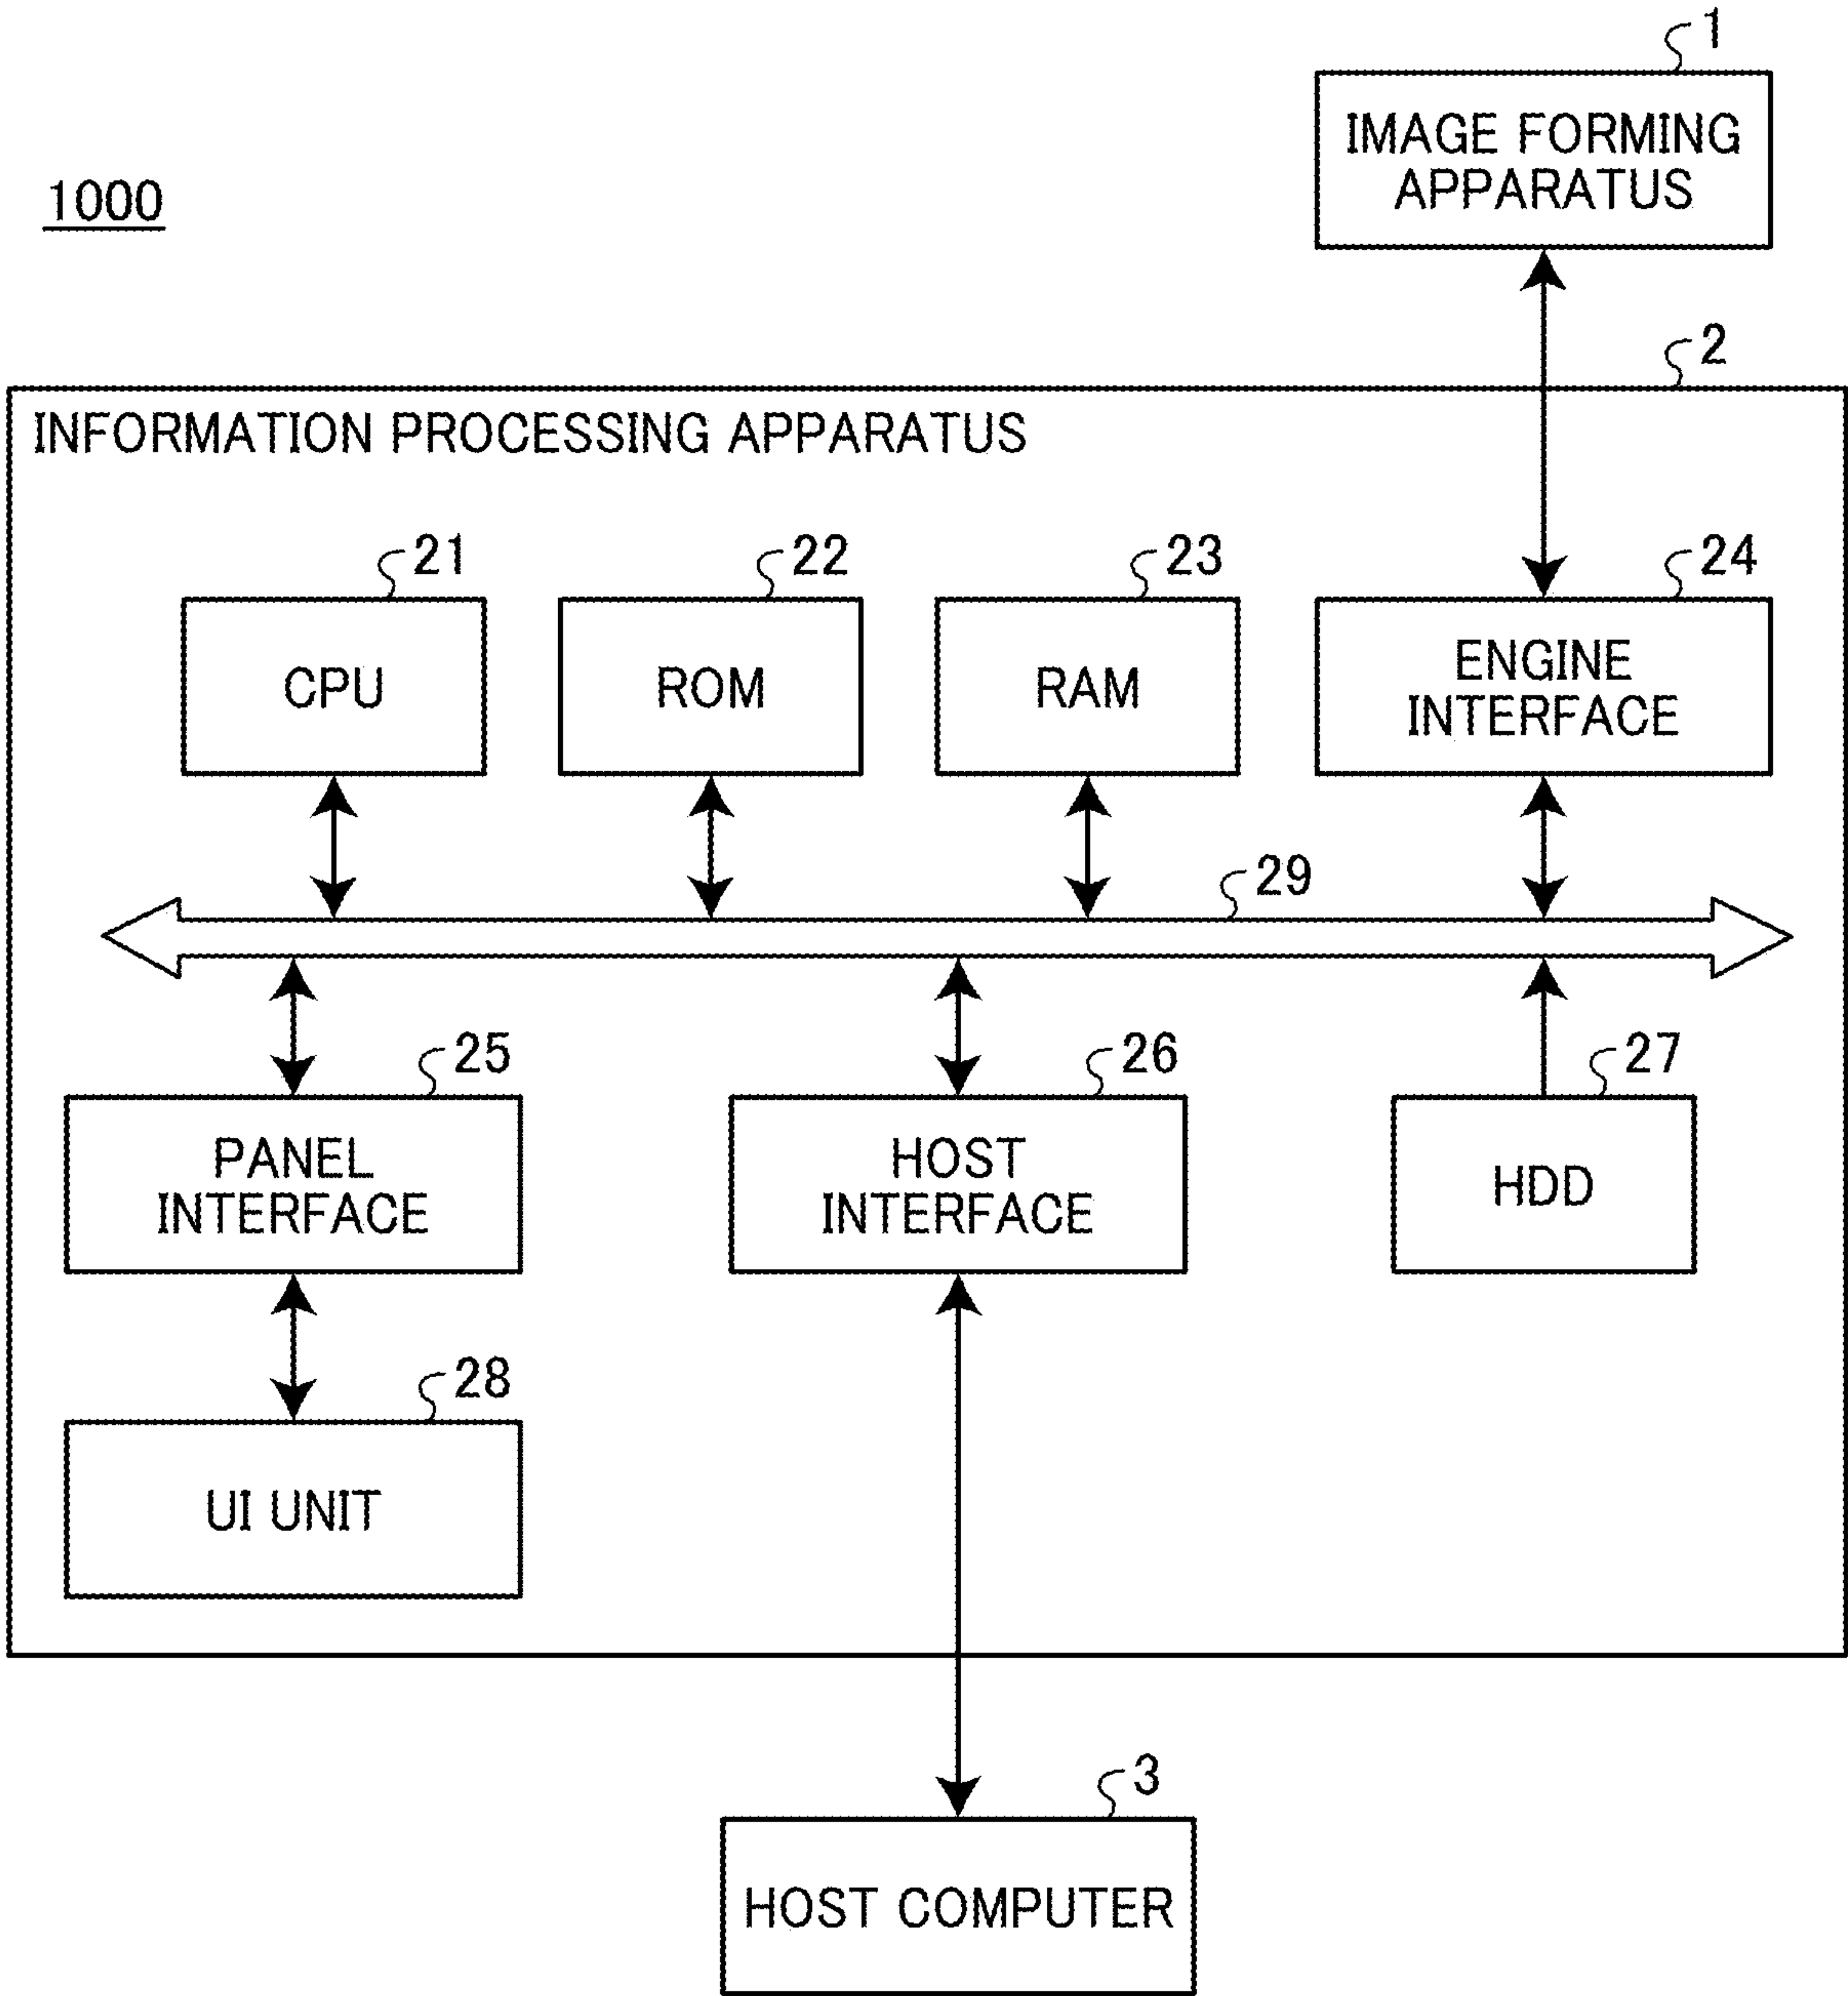 1
IMAGE FORMING
APPARATUS
1000
2
INFORMATION PROCESSING APPARATUS
21
22
23
24
CPU
ROM
RAM
ENGINE
INTERFACE
29
25
26
27
PANEL
INTERFACE
HOST
INTERFACE
HDD
28
UI UNIT
3
HOST COMPUTER